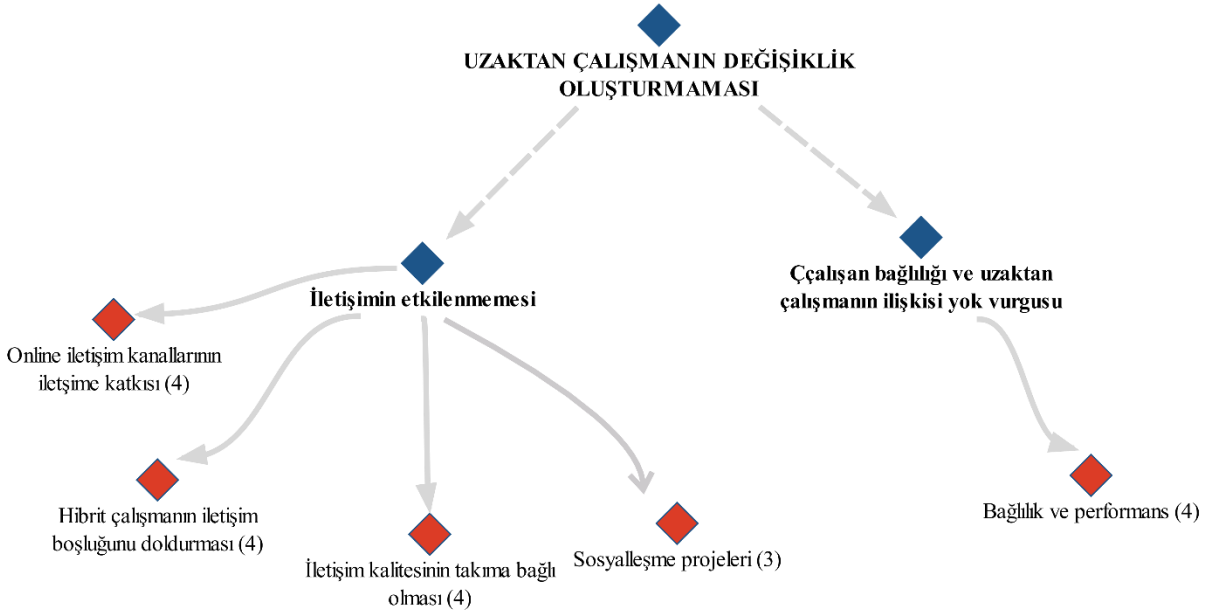 UZAKTAN ÇALIŞMANIN DEĞİŞİKLİK
OLUŞTURMAMASI
İletişimin etkilenmemesi
Ççalışan bağlılığı ve uzaktan
çalışmanın ilişkisi yok vurgusu
Online iletişim kanallarının
iletşime katkısı (4)
Hibrit çalışmanın iletişim
boşluğunu doldurması (4)
İletişim kalitesinin takıma bağlı
olması (4)
Sosyalleşme projeleri (3)
Bağlılık ve performans (4)